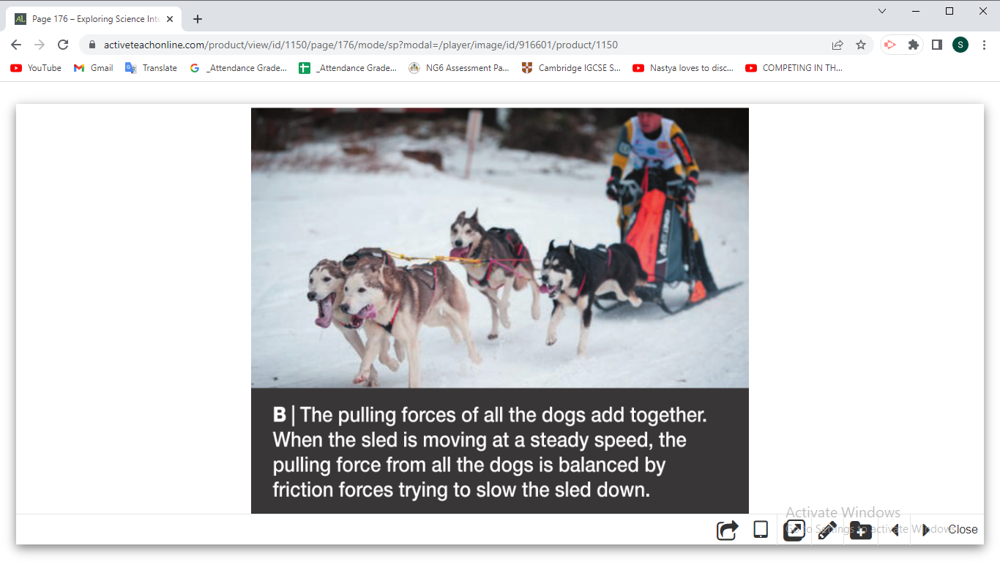 Page 176 – Exploring Science Inte
activeteachonline.com/product/view/id/1150/page/176/mode/sp?modal=/player/image/id/916601/product/1150
S
YouTube Gmail Translate _Attendance Grade... _Attendance Grade... NG6 Assessment Pa... Cambridge IGCSE S... Nastya loves to disc... COMPETING IN TH...
B | The pulling forces of all the dogs add together.
When the sled is moving at a steady speed, the
pulling force from all the dogs is balanced by
friction forces trying to slow the sled down.
Activate Windows
Go to Settings to activate Windows.
Close